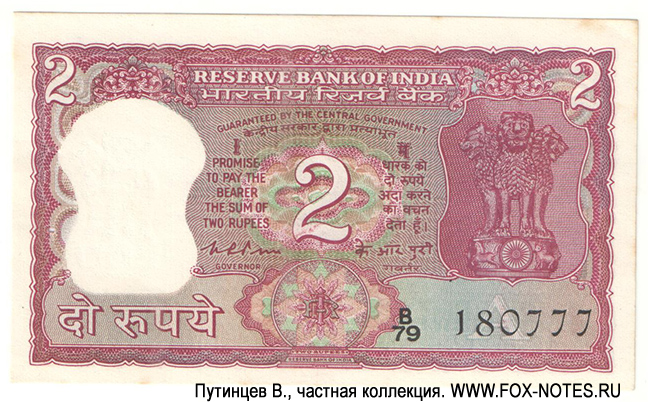 2 2
RESERVE BANK OF INDIA
भारतीय रिज़र्व बैंक
GUARANTEED BY THE CENTRAL GOVERNMENT
केन्द्रीय सरकार द्वारा प्रत्याभूत
I
PROMISE
TO PAY THE
BEARER
THE SUM OF
TWO RUPEES
2
मैं
धारक को
दो रुपये
अदा करने
का वचन
देता हूँ।
के. आर. पुरी
GOVERNOR
गवर्नर
दो रुपये
B/79 180777
A
TWO RUPEES
Путинцев В., частная коллекция. WWW.FOX-NOTES.RU